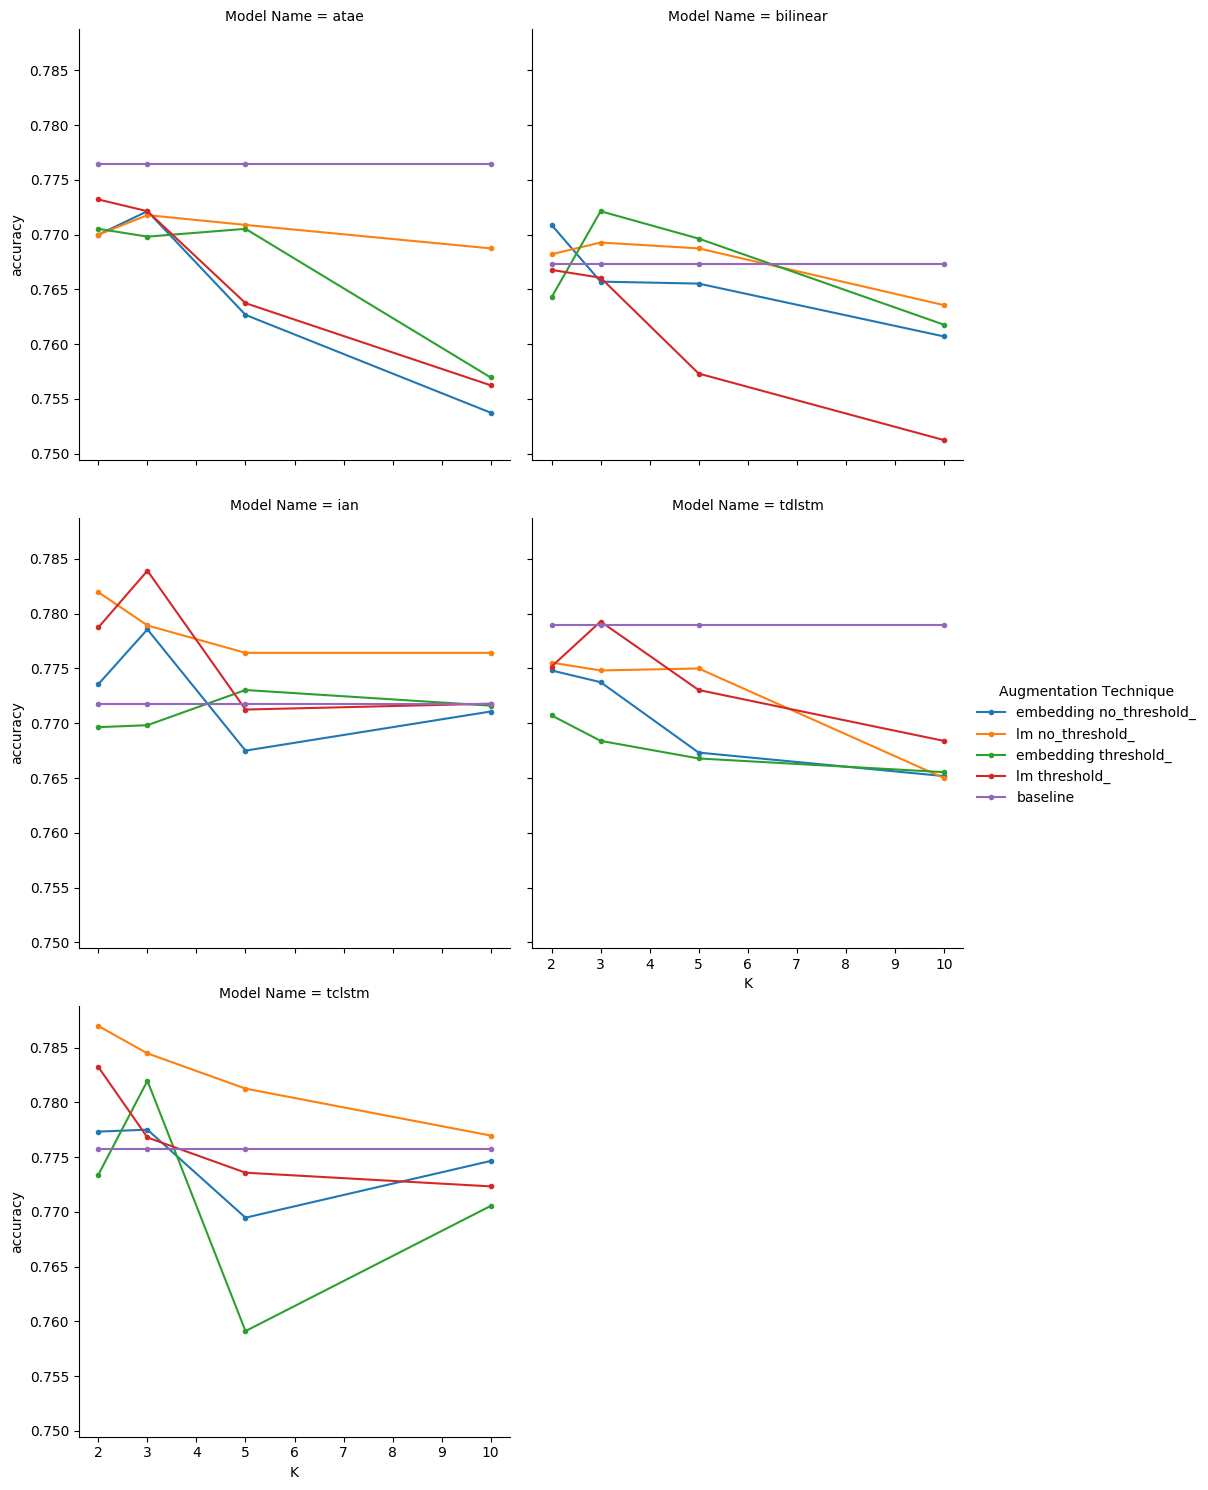 Model Name = atae
Model Name = bilinear
0.785
0.780
0.775
0.770
0.765
0.760
0.755
0.750
accuracy
Model Name = ian
Model Name = tdlstm
0.785
0.780
0.775
0.770
0.765
0.760
0.755
0.750
accuracy
2 3 4 5 6 7 8 9 10
K
Augmentation Technique
embedding no_threshold_
lm no_threshold_
embedding threshold_
lm threshold_
baseline
Model Name = tclstm
0.785
0.780
0.775
0.770
0.765
0.760
0.755
0.750
accuracy
2 3 4 5 6 7 8 9 10
K